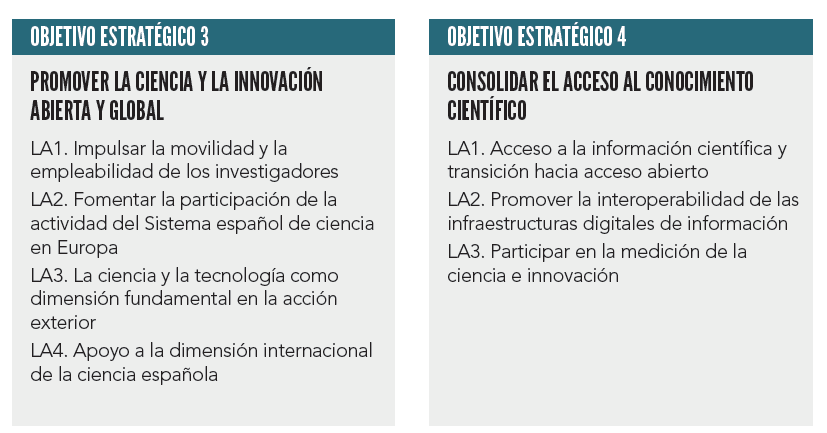 OBJETIVO ESTRATÉGICO 3
PROMOVER LA CIENCIA Y LA INNOVACIÓN
ABIERTA Y GLOBAL
LA1. Impulsar la movilidad y la
empleabilidad de los investigadores
LA2. Fomentar la participación de la
actividad del Sistema español de ciencia
en Europa
LA3. La ciencia y la tecnología como
dimensión fundamental en la acción
exterior
LA4. Apoyo a la dimensión internacional
de la ciencia española
OBJETIVO ESTRATÉGICO 4
CONSOLIDAR EL ACCESO AL CONOCIMIENTO
CIENTÍFICO
LA1. Acceso a la información científica y
transición hacia acceso abierto
LA2. Promover la interoperabilidad de las
infraestructuras digitales de información
LA3. Participar en la medición de la
ciencia e innovación